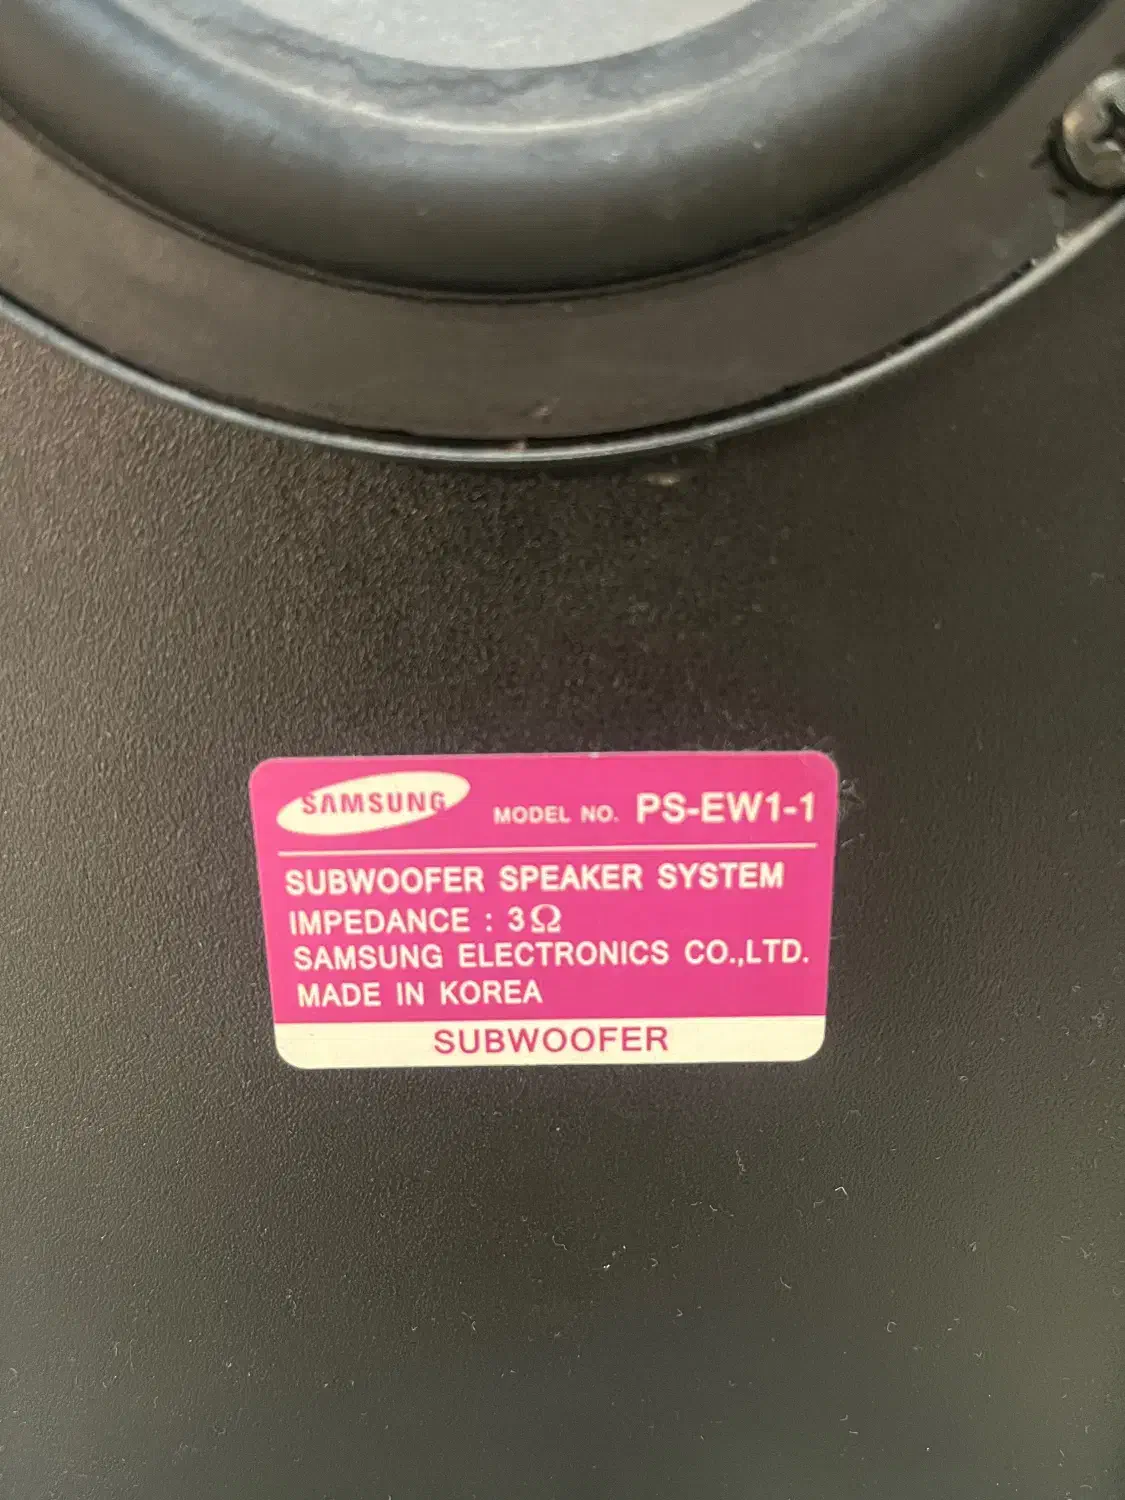 SAMSUNG MODEL NO. PS-EW1-1
SUBWOOFER SPEAKER SYSTEM
IMPEDANCE : 3Ω
SAMSUNG ELECTRONICS CO.,LTD.
MADE IN KOREA
SUBWOOFER